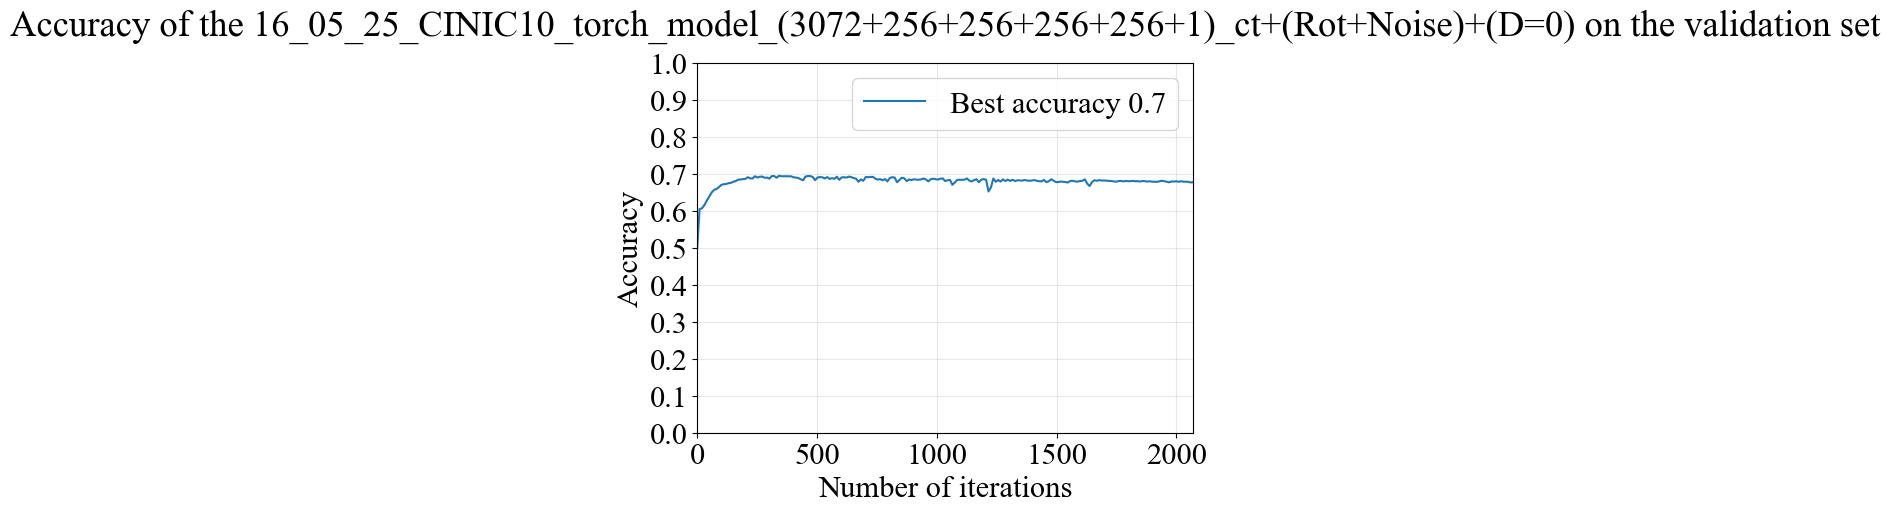 Accuracy of the 16_05_25_CINIC10_torch_model_(3072+256+256+256+256+1)_ct+(Rot+Noise)+(D=0) on the validation set
Best accuracy 0.7
1.0
0.9
0.8
0.7
0.6
0.5
0.4
0.3
0.2
0.1
0.0
Accuracy
0 500 1000 1500 2000
Number of iterations